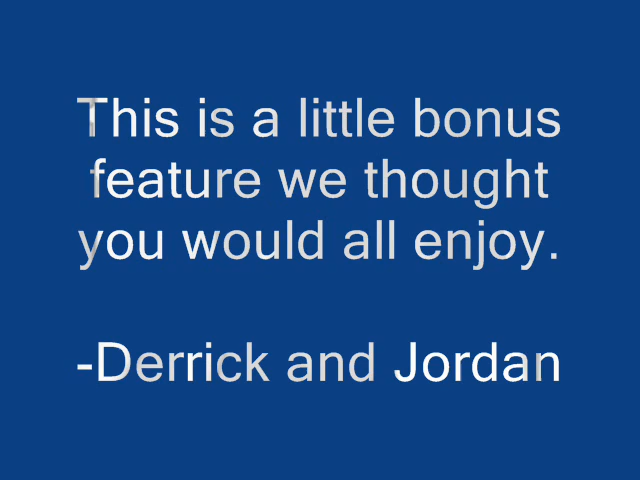 This is a little bonus
feature we thought
you would all enjoy.
-Derrick and Jordan